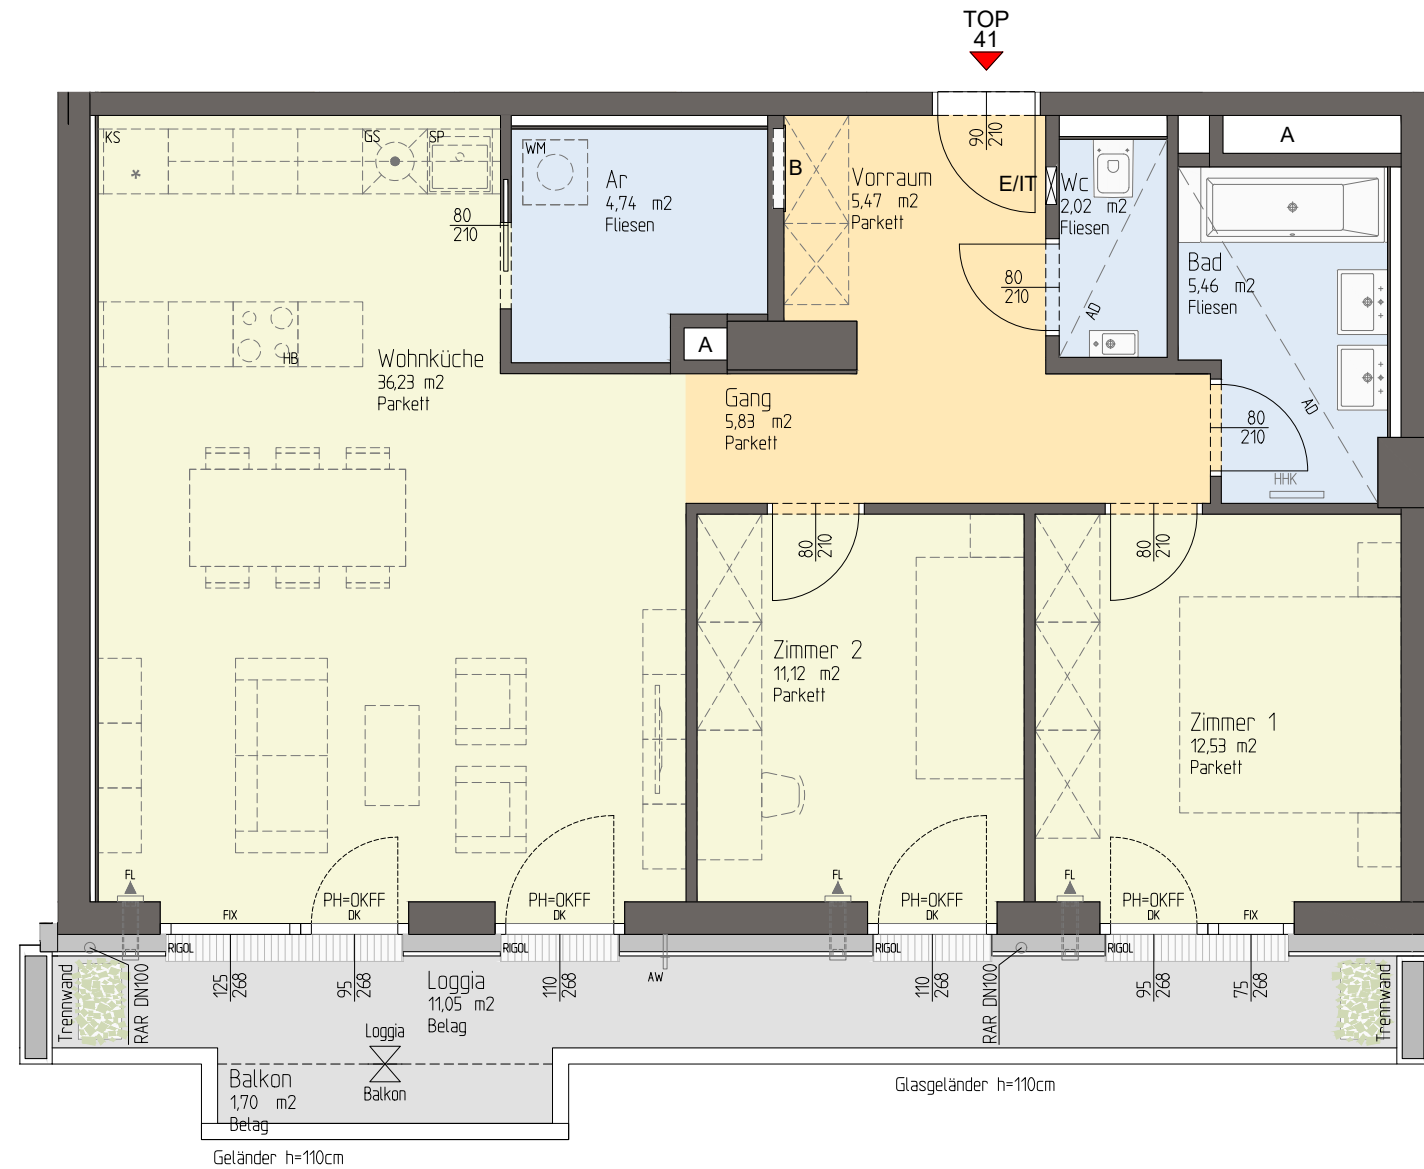 TOP
41
KS
GS
SP
WM
Ar
4,74 m2
Fliesen
B
Vorraum
5,47 m2
Parkett
90
210
E/IT
Wc
2,02 m2
Fliesen
A
80
210
80
210
AD
Bad
5,46 m2
Fliesen
HB
Wohnküche
36,23 m2
Parkett
A
Gang
5,83 m2
Parkett
AD
80
210
HHK
80
210
80
210
Zimmer 2
11,12 m2
Parkett
Zimmer 1
12,53 m2
Parkett
FL
FL
FL
PH=OKFF
DK
PH=OKFF
DK
PH=OKFF
DK
PH=OKFF
DK
FIX
FIX
RIGOL
RIGOL
RIGOL
RIGOL
Trennwand
RAR DN100
125
268
95
268
Loggia
11,05 m2
Belag
110
268
AW
110
268
RAR DN100
95
268
75
268
Trennwand
Loggia
Balkon
Balkon
1,70 m2
Belag
Glasgeländer h=110cm
Geländer h=110cm